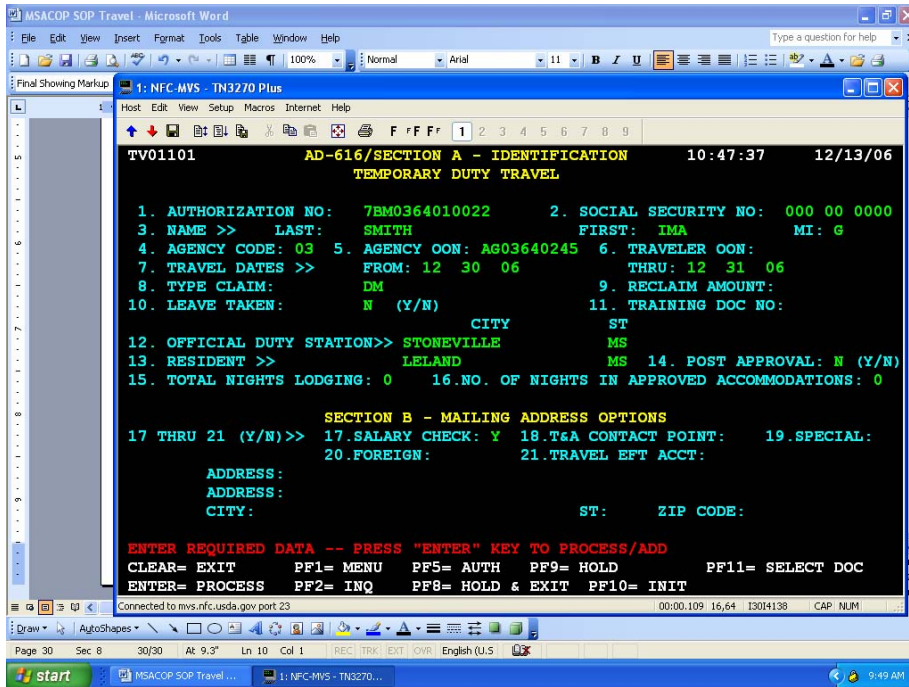 MSACOP SOP Travel - Microsoft Word
File Edit View Insert Format Tools Table Window Help Type a question for help
100% Normal Arial 11 B I U
Final Showing Markup
1: NFC-MVS - TN3270 Plus
Host Edit View Setup Macros Internet Help
1 2 3 4 5 6 7 8 9
TV01101 AD-616/SECTION A - IDENTIFICATION 10:47:37 12/13/06
TEMPORARY DUTY TRAVEL
1. AUTHORIZATION NO: 7BM0364010022 2. SOCIAL SECURITY NO: 000 00 0000
3. NAME >> LAST: SMITH FIRST: IMA MI: G
4. AGENCY CODE: 03 5. AGENCY OON: AG03640245 6. TRAVELER OON:
7. TRAVEL DATES >> FROM: 12 30 06 THRU: 12 31 06
8. TYPE CLAIM: DM 9. RECLAIM AMOUNT:
10. LEAVE TAKEN: N (Y/N) 11. TRAINING DOC NO:
CITY ST
12. OFFICIAL DUTY STATION>> STONEVILLE MS
13. RESIDENT >> LELAND MS 14. POST APPROVAL: N (Y/N)
15. TOTAL NIGHTS LODGING: 0 16.NO. OF NIGHTS IN APPROVED ACCOMMODATIONS: 0
SECTION B - MAILING ADDRESS OPTIONS
17 THRU 21 (Y/N)>> 17.SALARY CHECK: Y 18.T&A CONTACT POINT: 19.SPECIAL:
20.FOREIGN: 21.TRAVEL EFT ACCT:
ADDRESS:
ADDRESS:
CITY: ST: ZIP CODE:
ENTER REQUIRED DATA -- PRESS "ENTER" KEY TO PROCESS/ADD
CLEAR= EXIT PF1= MENU PF5= AUTH PF9= HOLD PF11= SELECT DOC
ENTER= PROCESS PF2= INQ PF8= HOLD & EXIT PF10= INIT
Connected to mvs.nfc.usda.gov port 23 00:00.109 16,64 I30I4138 CAP NUM
Draw AutoShapes
Page 30 Sec 8 30/30 At 9.3" Ln 10 Col 1 REC TRK EXT OVR English (U.S
start MSACOP SOP Travel ... 1: NFC-MVS - TN3270... 9:49 AM